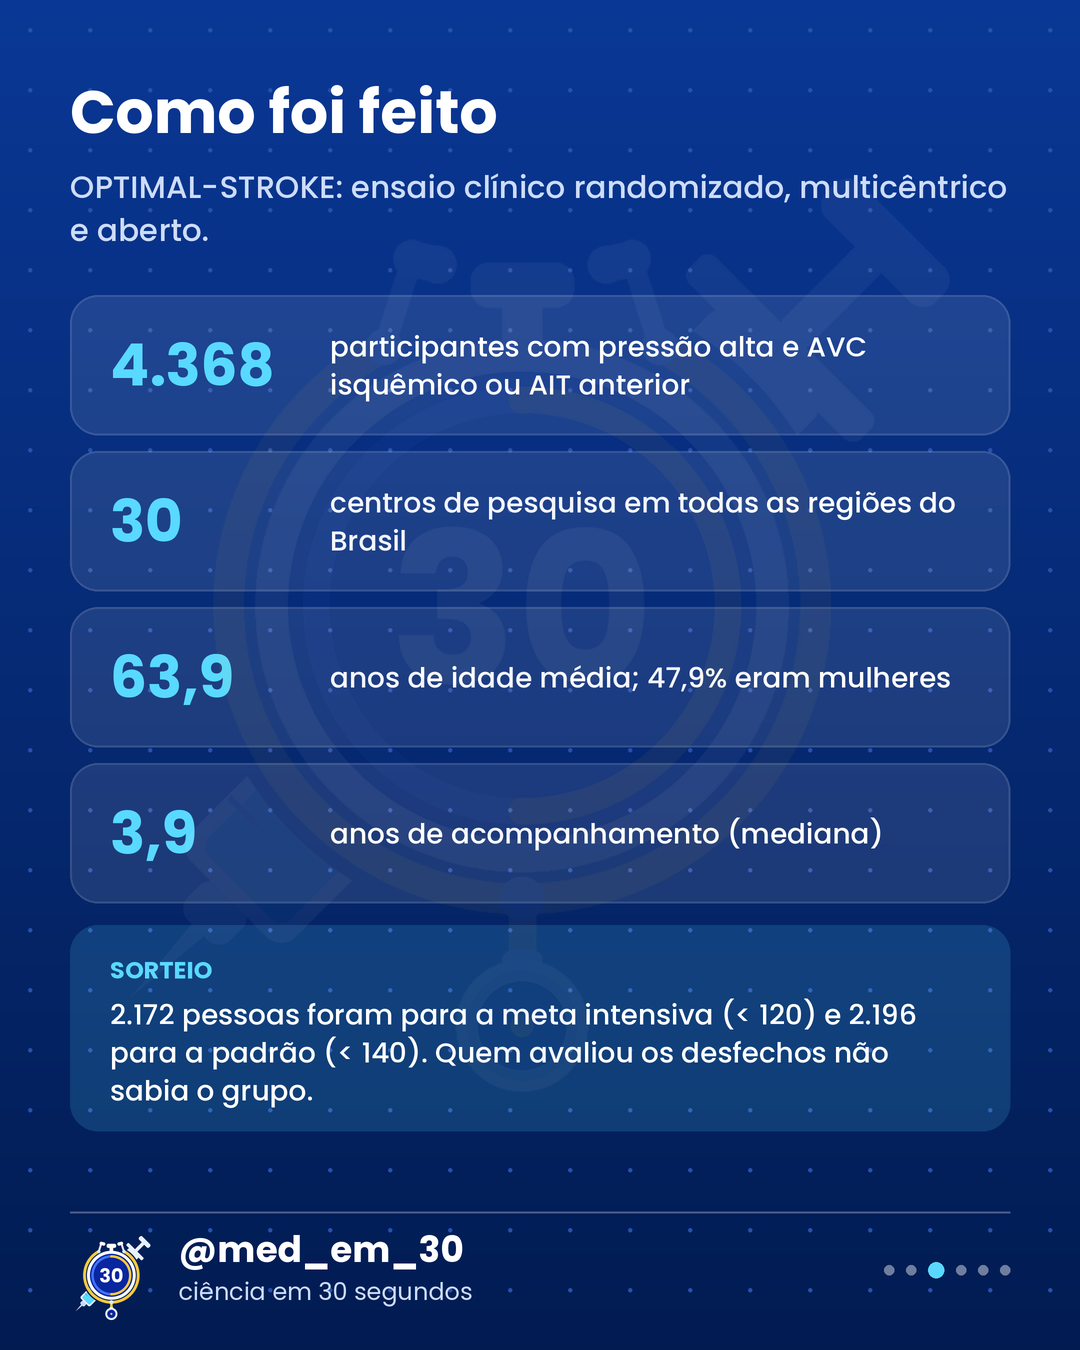 Como foi feito
OPTIMAL-STROKE: ensaio clínico randomizado, multicêntrico
e aberto.
4.368
participantes com pressão alta e AVC
isquêmico ou AIT anterior
30
centros de pesquisa em todas as regiões do
Brasil
63,9
anos de idade média; 47,9% eram mulheres
3,9
anos de acompanhamento (mediana)
30
SORTEIO
2.172 pessoas foram para a meta intensiva (< 120) e 2.196
para a padrão (< 140). Quem avaliou os desfechos não
sabia o grupo.
30
@med_em_30
ciência em 30 segundos